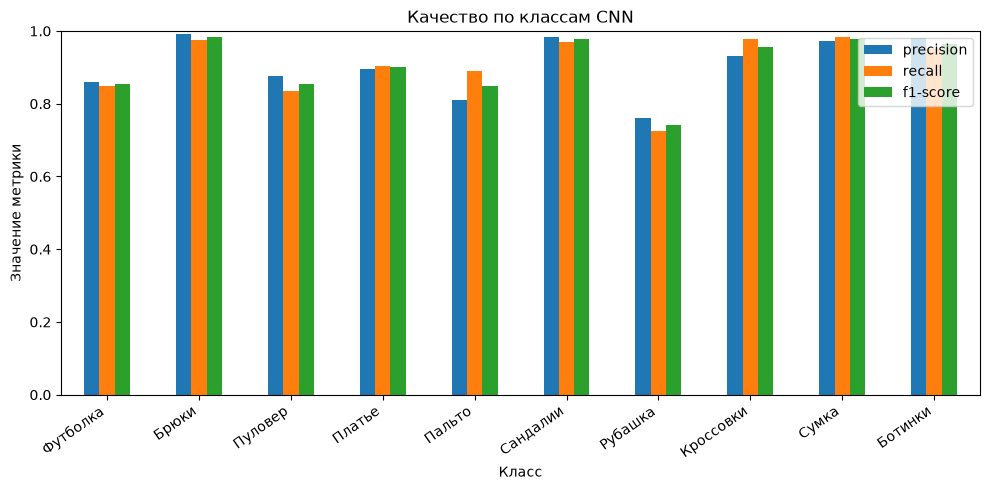 Качество по классам CNN
precision
recall
f1-score
1.0
0.8
0.6
0.4
0.2
0.0
Значение метрики
Футболка
Брюки
Пуловер
Платье
Пальто
Сандалии
Рубашка
Кроссовки
Сумка
Ботинки
Класс